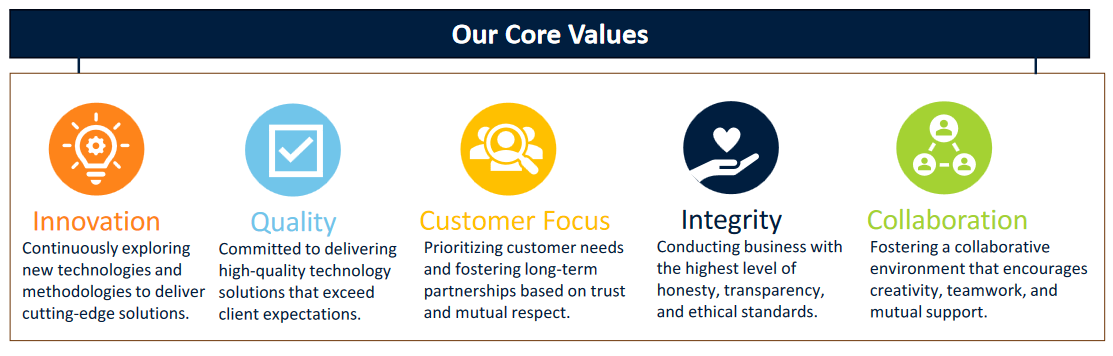 Our Core Values
Innovation
Continuously exploring
new technologies and
methodologies to deliver
cutting-edge solutions.
Quality
Committed to delivering
high-quality technology
solutions that exceed
client expectations.
Customer Focus
Prioritizing customer needs
and fostering long-term
partnerships based on trust
and mutual respect.
Integrity
Conducting business with
the highest level of
honesty, transparency,
and ethical standards.
Collaboration
Fostering a collaborative
environment that encourages
creativity, teamwork, and
mutual support.